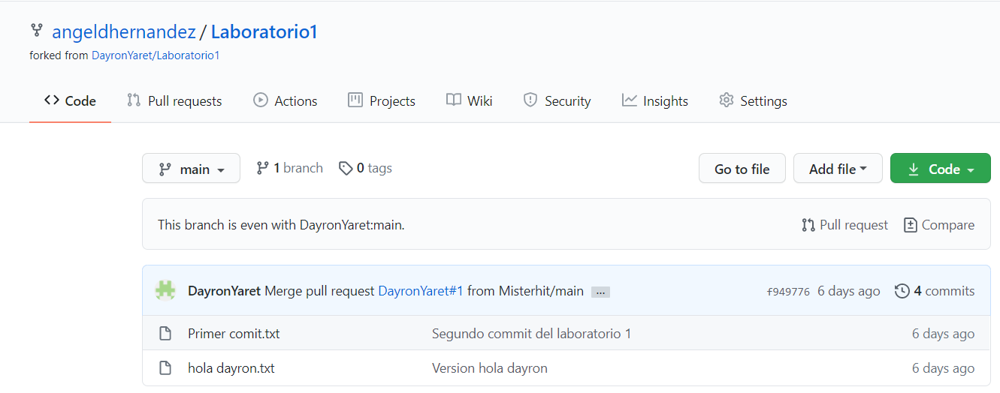 angeldhernandez / Laboratorio1
forked from DayronYaret/Laboratorio1
Code Pull requests Actions Projects Wiki Security Insights Settings
main 1 branch 0 tags Go to file Add file Code
This branch is even with DayronYaret:main. Pull request Compare
DayronYaret Merge pull request DayronYaret#1 from Misterhit/main ... f949776 6 days ago 4 commits
Primer comit.txt Segundo commit del laboratorio 1 6 days ago
hola dayron.txt Version hola dayron 6 days ago